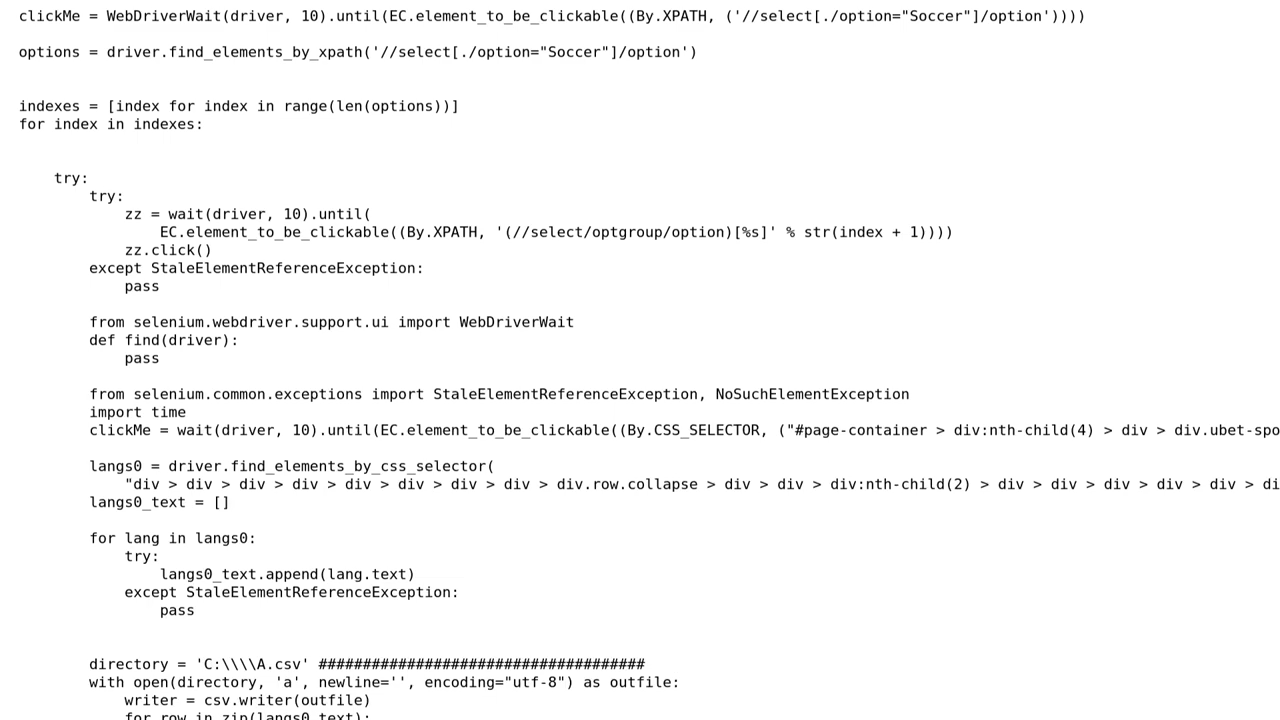 clickMe = WebDriverWait(driver, 10).until(EC.element_to_be_clickable((By.XPATH, ('//select[./option="Soccer"]/option'))))
options = driver.find_elements_by_xpath('//select[./option="Soccer"]/option')
indexes = [index for index in range(len(options))]
for index in indexes:
try:
try:
zz = wait(driver, 10).until(
EC.element_to_be_clickable((By.XPATH, '(//select/optgroup/option)[%s]' % str(index + 1))))
zz.click()
except StaleElementReferenceException:
pass
from selenium.webdriver.support.ui import WebDriverWait
def find(driver):
pass
from selenium.common.exceptions import StaleElementReferenceException, NoSuchElementException
import time
clickMe = wait(driver, 10).until(EC.element_to_be_clickable((By.CSS_SELECTOR, ("#page-container > div:nth-child(4) > div > div.ubet-spo
langs0 = driver.find_elements_by_css_selector(
"div > div > div > div > div > div > div > div > div.row.collapse > div > div > div:nth-child(2) > div > div > div > div > div > di
langs0_text = []
for lang in langs0:
try:
langs0_text.append(lang.text)
except StaleElementReferenceException:
pass
directory = 'C:\\\\A.csv' #####################################
with open(directory, 'a', newline='', encoding="utf-8") as outfile:
writer = csv.writer(outfile)
for row in zip(langs0_text):